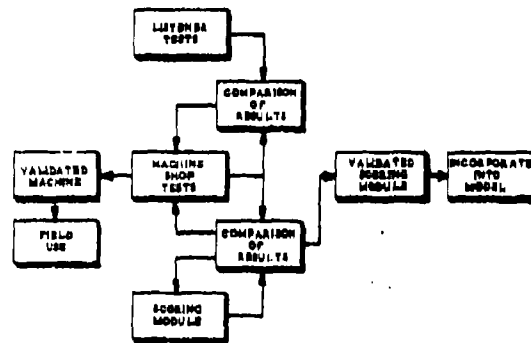 LISTENER
TESTS
COMPARISON
OF
RESULTS
VALIDATED
MACHINE
MACHINE
SHOP
TESTS
VALIDATED
SCORING
MODULE
INCORPORATE
INTO
MODEL
FIELD
USE
COMPARISON
OF
RESULTS
SCORING
MODULE